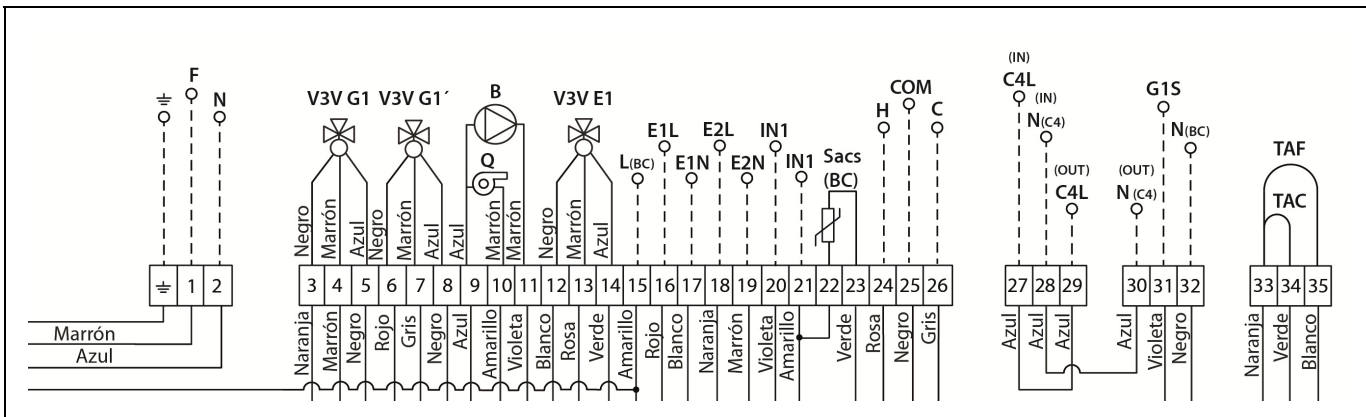 (IN)
C4L
(IN)
N(C4)
F
N
V3V G1
V3V G1´
B
Q
V3V E1
L(BC)
E1L
E1N
E2L
E2N
IN1
IN1
Sacs
(BC)
H
COM
C
(OUT)
C4L
(OUT)
N(C4)
G1S
N(BC)
TAF
TAC
Negro Marrón Azul Negro Marrón Azul Azul Marrón Marrón Negro Marrón Azul
1 2
3 4 5 6 7 8 9 10 11 12 13 14 15 16 17 18 19 20 21 22 23 24 25 26
27 28 29
30 31 32
33 34 35
Marrón
Azul
Naranja Marrón Negro Rojo Gris Negro Azul Amarillo Violeta Blanco Rosa Verde Amarillo Rojo Blanco Naranja Marrón Violeta Amarillo Verde Rosa Negro Gris
Azul Azul Azul
Azul Violeta Negro
Naranja Verde Blanco